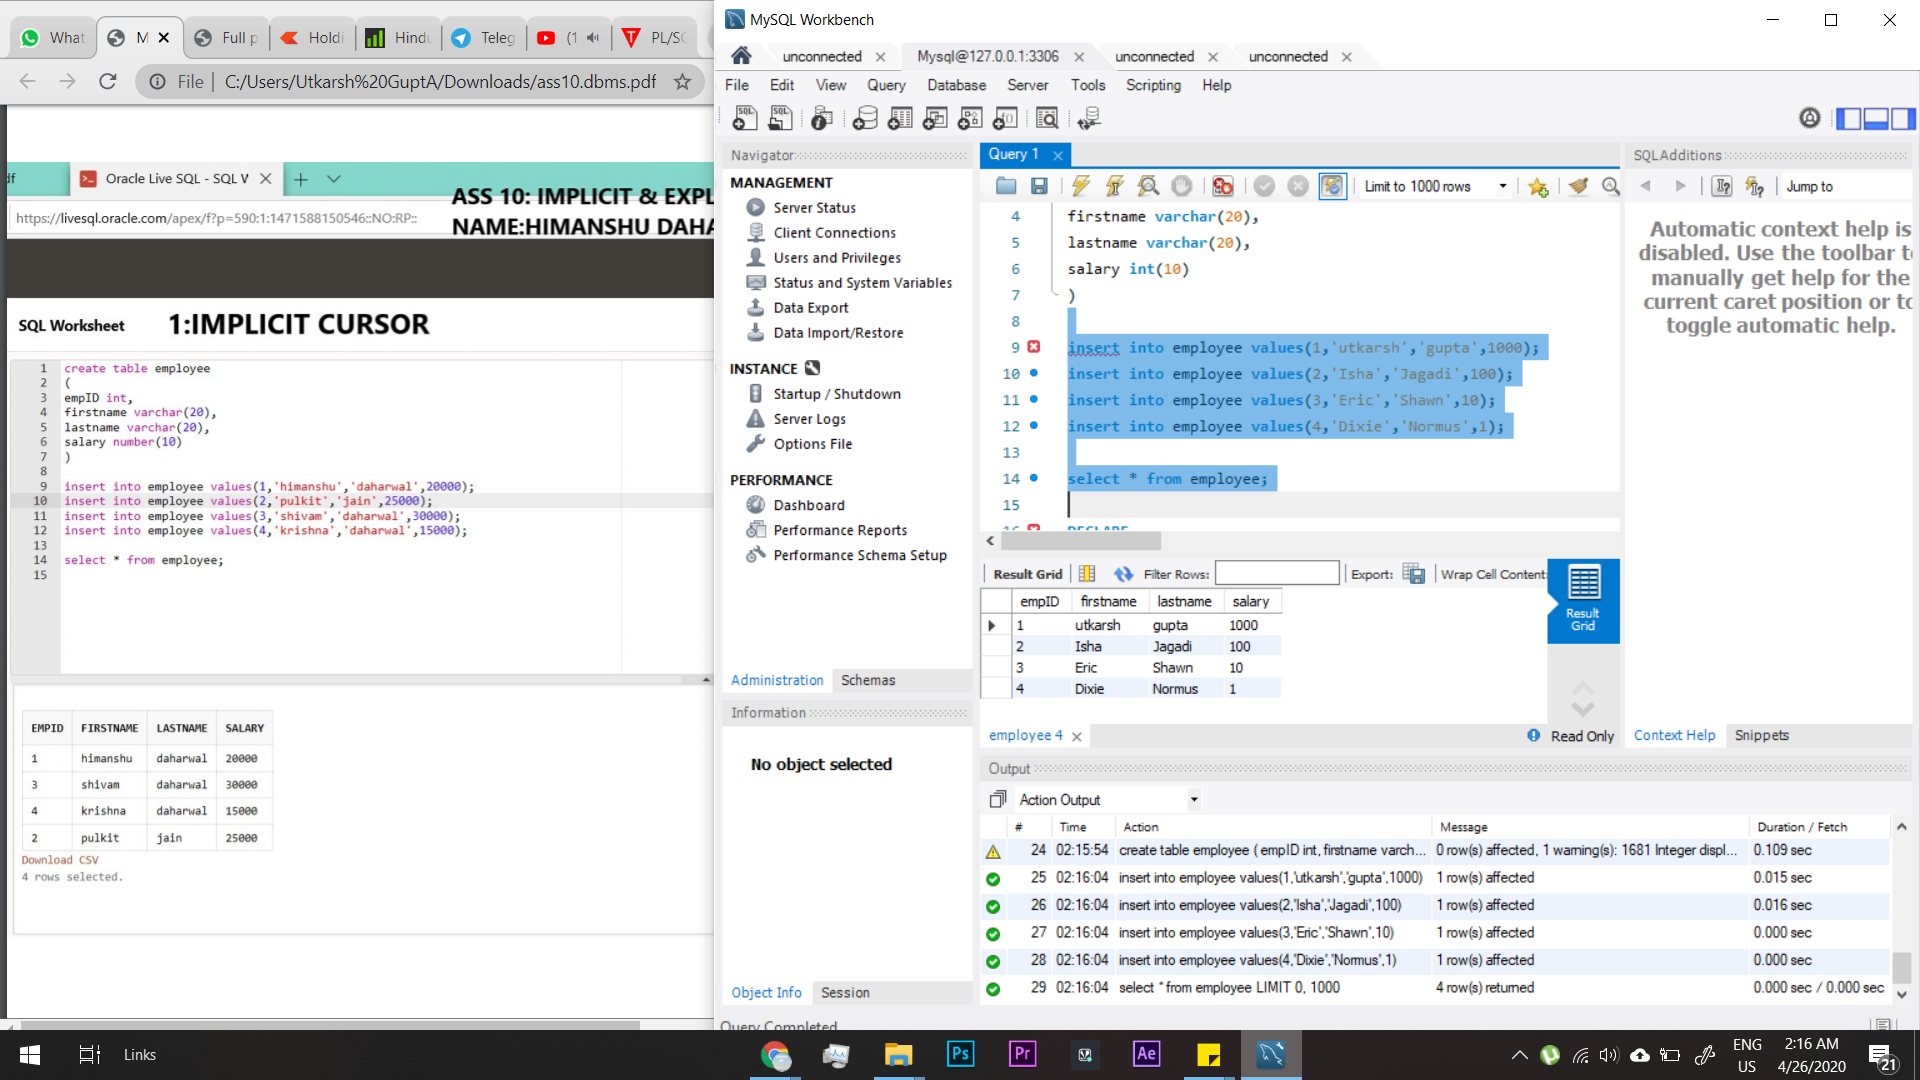 What
M
Full p
Holdi
Hindu
Teleg
(1
PL/SQ
File
C:/Users/Utkarsh%20GuptA/Downloads/ass10.dbms.pdf
df
Oracle Live SQL - SQL W
https://livesql.oracle.com/apex/f?p=590:1:1471588150546::NO:RP::
ASS 10: IMPLICIT & EXPL
NAME:HIMANSHU DAHA
SQL Worksheet
1:IMPLICIT CURSOR
1 create table employee
2 (
3 empID int,
4 firstname varchar(20),
5 lastname varchar(20),
6 salary number(10)
7 )
8
9 insert into employee values(1,'himanshu','daharwal',20000);
10 insert into employee values(2,'pulkit','jain',25000);
11 insert into employee values(3,'shivam','daharwal',30000);
12 insert into employee values(4,'krishna','daharwal',15000);
13
14 select * from employee;
15
EMPID FIRSTNAME LASTNAME SALARY
1 himanshu daharwal 20000
3 shivam daharwal 30000
4 krishna daharwal 15000
2 pulkit jain 25000
Download CSV
4 rows selected.
MySQL Workbench
unconnected
Mysql@127.0.0.1:3306
unconnected
unconnected
File Edit View Query Database Server Tools Scripting Help
Navigator
MANAGEMENT
Server Status
Client Connections
Users and Privileges
Status and System Variables
Data Export
Data Import/Restore
INSTANCE
Startup / Shutdown
Server Logs
Options File
PERFORMANCE
Dashboard
Performance Reports
Performance Schema Setup
Administration Schemas
Information
No object selected
Object Info Session
Query Completed
Query 1
Limit to 1000 rows
4 firstname varchar(20),
5 lastname varchar(20),
6 salary int(10)
7 )
8
9 insert into employee values(1,'utkarsh','gupta',1000);
10 insert into employee values(2,'Isha','Jagadi',100);
11 insert into employee values(3,'Eric','Shawn',10);
12 insert into employee values(4,'Dixie','Normus',1);
13
14 select * from employee;
15
16 DECLARE
Result Grid Filter Rows: Export: Wrap Cell Content:
empID firstname lastname salary
1 utkarsh gupta 1000
2 Isha Jagadi 100
3 Eric Shawn 10
4 Dixie Normus 1
Result
Grid
employee 4
Read Only
SQLAdditions
Jump to
Automatic context help is
disabled. Use the toolbar to
manually get help for the
current caret position or to
toggle automatic help.
Context Help Snippets
Output
Action Output
# Time Action Message Duration / Fetch
24 02:15:54 create table employee ( empID int, firstname varch... 0 row(s) affected, 1 warning(s): 1681 Integer displ... 0.109 sec
25 02:16:04 insert into employee values(1,'utkarsh','gupta',1000) 1 row(s) affected 0.015 sec
26 02:16:04 insert into employee values(2,'Isha','Jagadi',100) 1 row(s) affected 0.016 sec
27 02:16:04 insert into employee values(3,'Eric','Shawn',10) 1 row(s) affected 0.000 sec
28 02:16:04 insert into employee values(4,'Dixie','Normus',1) 1 row(s) affected 0.000 sec
29 02:16:04 select * from employee LIMIT 0, 1000 4 row(s) returned 0.000 sec / 0.000 sec
Links
Ps
Pr
Ae
ENG
US
2:16 AM
4/26/2020
21